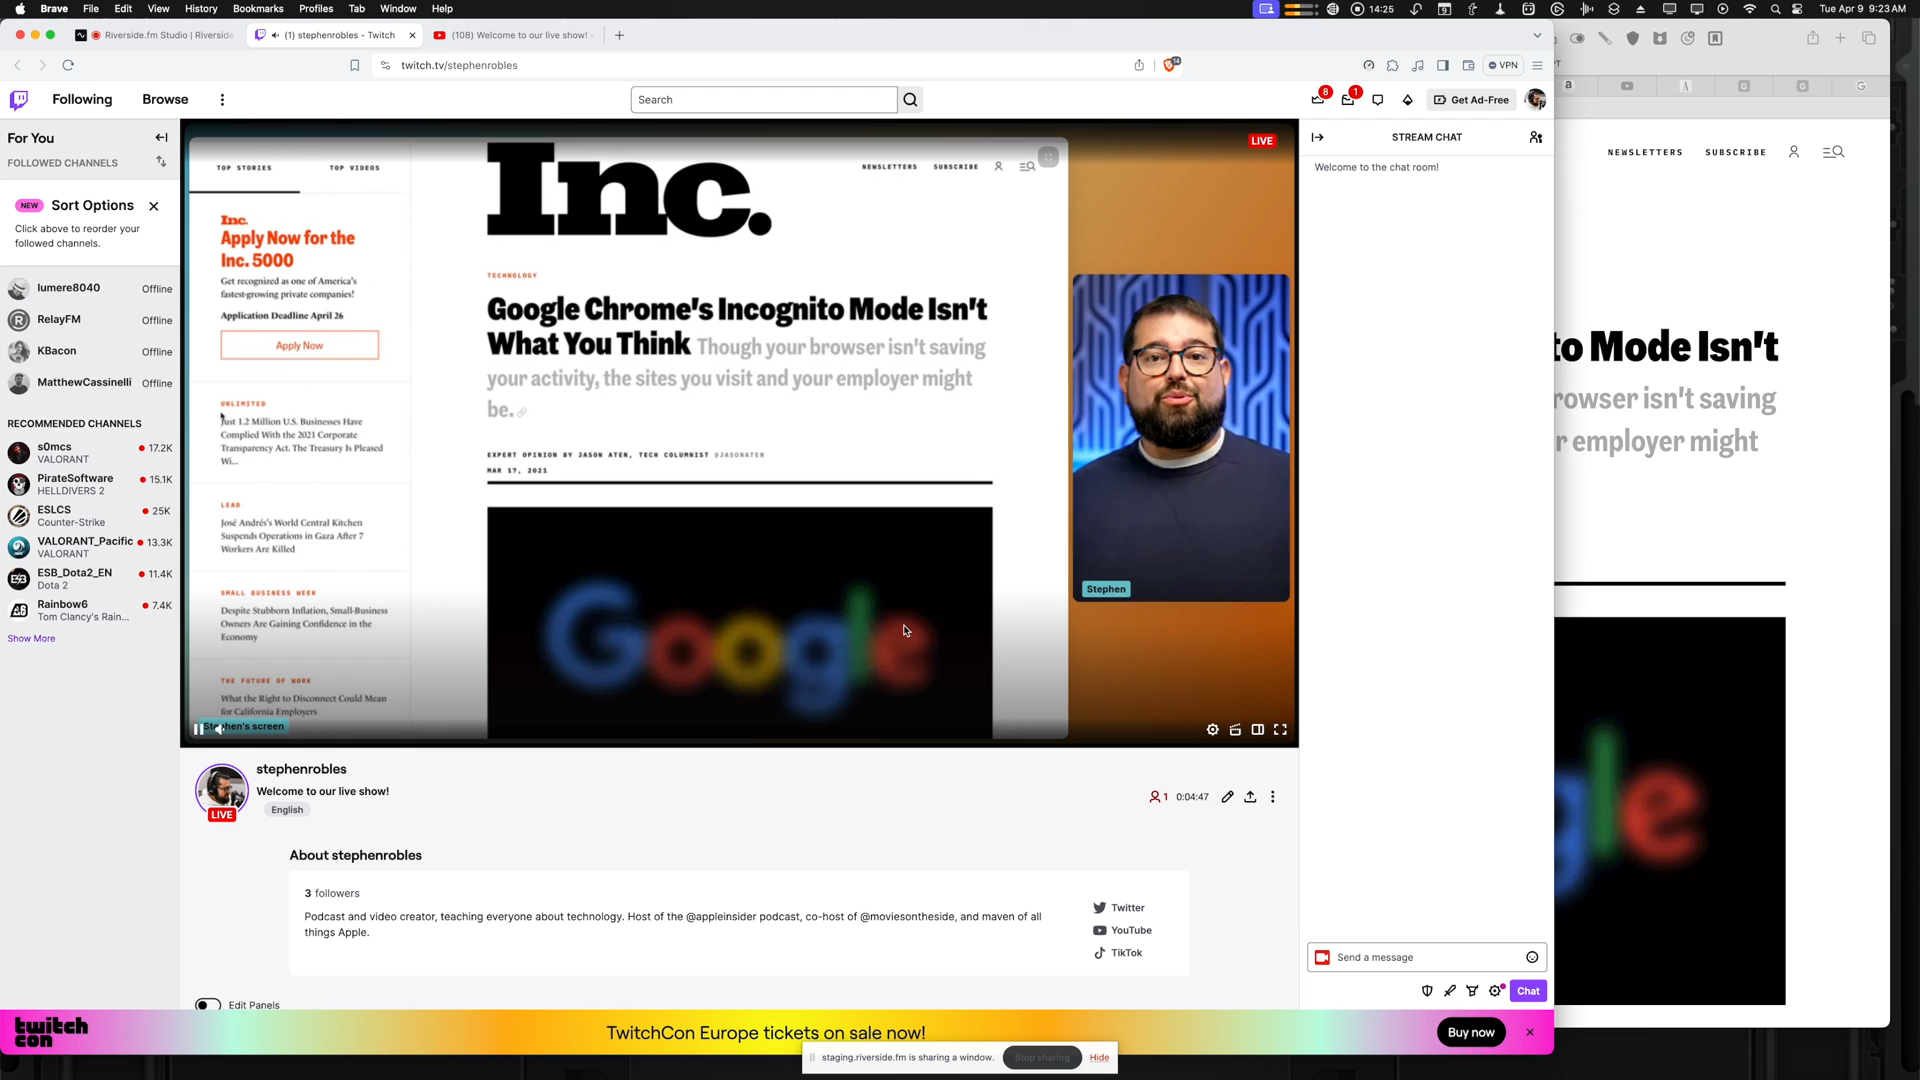 Brave File Edit View History Bookmarks Profiles Tab Window Help
14:25
Tue Apr 9 9:23 AM
Riverside.fm Studio | Riverside
(1) stephenrobles - Twitch
(108) Welcome to our live show! -
twitch.tv/stephenrobles
14
VPN
Following
Browse
Search
8
1
Get Ad-Free
For You
FOLLOWED CHANNELS
NEW Sort Options
Click above to reorder your
followed channels.
lumere8040 Offline
RelayFM Offline
KBacon Offline
MatthewCassinelli Offline
RECOMMENDED CHANNELS
s0mcs 17.2K
VALORANT
PirateSoftware 15.1K
HELLDIVERS 2
ESLCS 25K
Counter-Strike
VALORANT_Pacific 13.3K
VALORANT
ESB_Dota2_EN 11.4K
Dota 2
Rainbow6 7.4K
Tom Clancy's Rain...
Show More
TOP STORIES TOP VIDEOS
Inc.
Apply Now for the
Inc. 5000
Get recognized as one of America's
fastest-growing private companies!
Application Deadline April 26
Apply Now
UNLIMITED
Just 1.2 Million U.S. Businesses Have
Complied With the 2021 Corporate
Transparency Act. The Treasury Is Pleased
Wi...
LEAD
José Andrés's World Central Kitchen
Suspends Operations in Gaza After 7
Workers Are Killed
SMALL BUSINESS WEEK
Despite Stubborn Inflation, Small-Business
Owners Are Gaining Confidence in the
Economy
THE FUTURE OF WORK
What the Right to Disconnect Could Mean
for California Employers
Stephen's screen
Inc.
NEWSLETTERS SUBSCRIBE
TECHNOLOGY
Google Chrome's Incognito Mode Isn't
What You Think Though your browser isn't saving
your activity, the sites you visit and your employer might
be.
EXPERT OPINION BY JASON ATEN, TECH COLUMNIST @JASONATEN
MAR 17, 2021
Google
LIVE
Stephen
stephenrobles
Welcome to our live show!
English
LIVE
1 0:04:47
About stephenrobles
3 followers
Podcast and video creator, teaching everyone about technology. Host of the @appleinsider podcast, co-host of @moviesontheside, and maven of all
things Apple.
Twitter
YouTube
TikTok
Edit Panels
STREAM CHAT
Welcome to the chat room!
Send a message
Chat
twitch
con
TwitchCon Europe tickets on sale now!
Buy now
staging.riverside.fm is sharing a window.
Stop sharing
Hide
NEWSLETTERS SUBSCRIBE
to Mode Isn't
rowser isn't saving
r employer might
gle